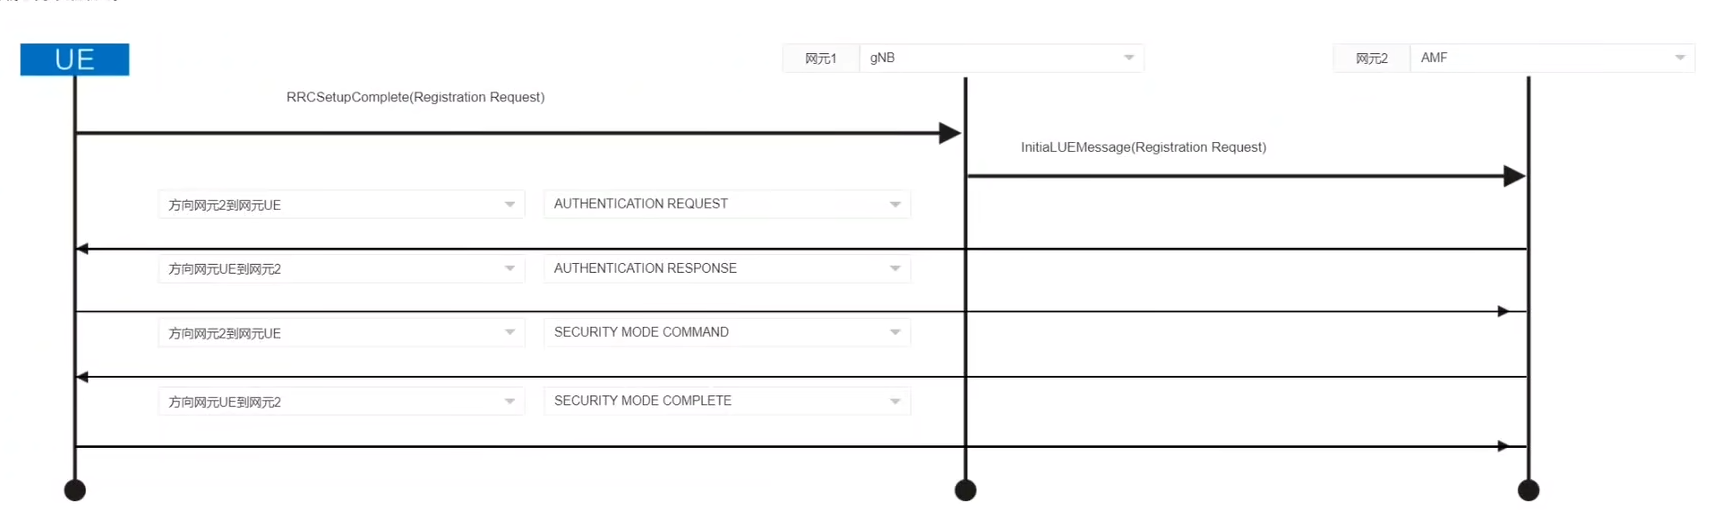 UE
网元1 gNB
网元2 AMF
RRCSetupComplete(Registration Request)
InitiaLUEMessage(Registration Request)
方向网元2到网元UE AUTHENTICATION REQUEST
方向网元UE到网元2 AUTHENTICATION RESPONSE
方向网元2到网元UE SECURITY MODE COMMAND
方向网元UE到网元2 SECURITY MODE COMPLETE